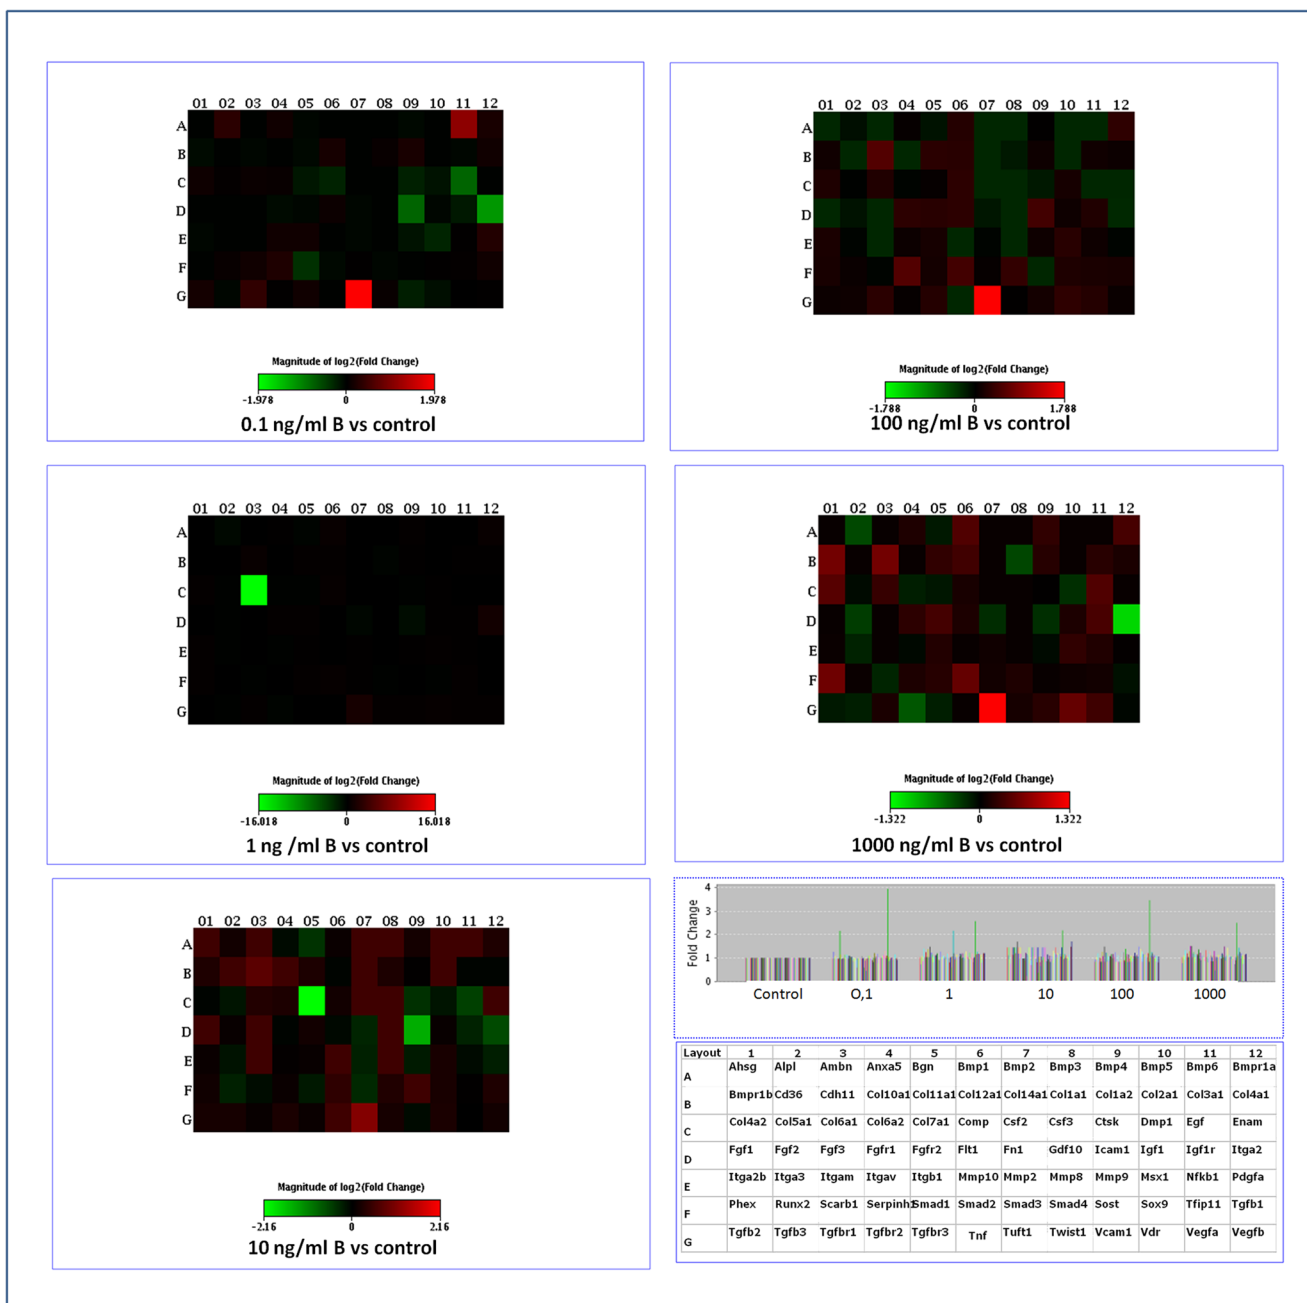 01 02 03 04 05 06 07 08 09 10 11 12
A
B
C
D
E
F
G
Magnitude of log2(Fold Change)
-1.978 0 1.978
0.1 ng/ml B vs control
01 02 03 04 05 06 07 08 09 10 11 12
A
B
C
D
E
F
G
Magnitude of log2(Fold Change)
-1.788 0 1.788
100 ng/ml B vs control
01 02 03 04 05 06 07 08 09 10 11 12
A
B
C
D
E
F
G
Magnitude of log2(Fold Change)
-16.018 0 16.018
1 ng /ml B vs control
01 02 03 04 05 06 07 08 09 10 11 12
A
B
C
D
E
F
G
Magnitude of log2(Fold Change)
-1.322 0 1.322
1000 ng/ml B vs control
01 02 03 04 05 06 07 08 09 10 11 12
A
B
C
D
E
F
G
Magnitude of log2(Fold Change)
-2.16 0 2.16
10 ng/ml B vs control
Fold Change
4
3
2
1
0
Control O,1 1 10 100 1000
Layout 1 2 3 4 5 6 7 8 9 10 11 12
A Ahsg Alpl Ambn Anxa5 Bgn Bmp1 Bmp2 Bmp3 Bmp4 Bmp5 Bmp6 Bmpr1a
B Bmpr1b Cd36 Cdh11 Col10a1 Col11a1 Col12a1 Col14a1 Col1a1 Col1a2 Col2a1 Col3a1 Col4a1
C Col4a2 Col5a1 Col6a1 Col6a2 Col7a1 Comp Csf2 Csf3 Ctsk Dmp1 Egf Enam
D Fgf1 Fgf2 Fgf3 Fgfr1 Fgfr2 Flt1 Fn1 Gdf10 Icam1 Igf1 Igf1r Itga2
E Itga2b Itga3 Itgam Itgav Itgb1 Mmp10 Mmp2 Mmp8 Mmp9 Msx1 Nfkb1 Pdgfa
F Phex Runx2 Scarb1 Serpinh1 Smad1 Smad2 Smad3 Smad4 Sost Sox9 Tfip11 Tgfb1
G Tgfb2 Tgfb3 Tgfbr1 Tgfbr2 Tgfbr3 Tnf Tuft1 Twist1 Vcam1 Vdr Vegfa Vegfb